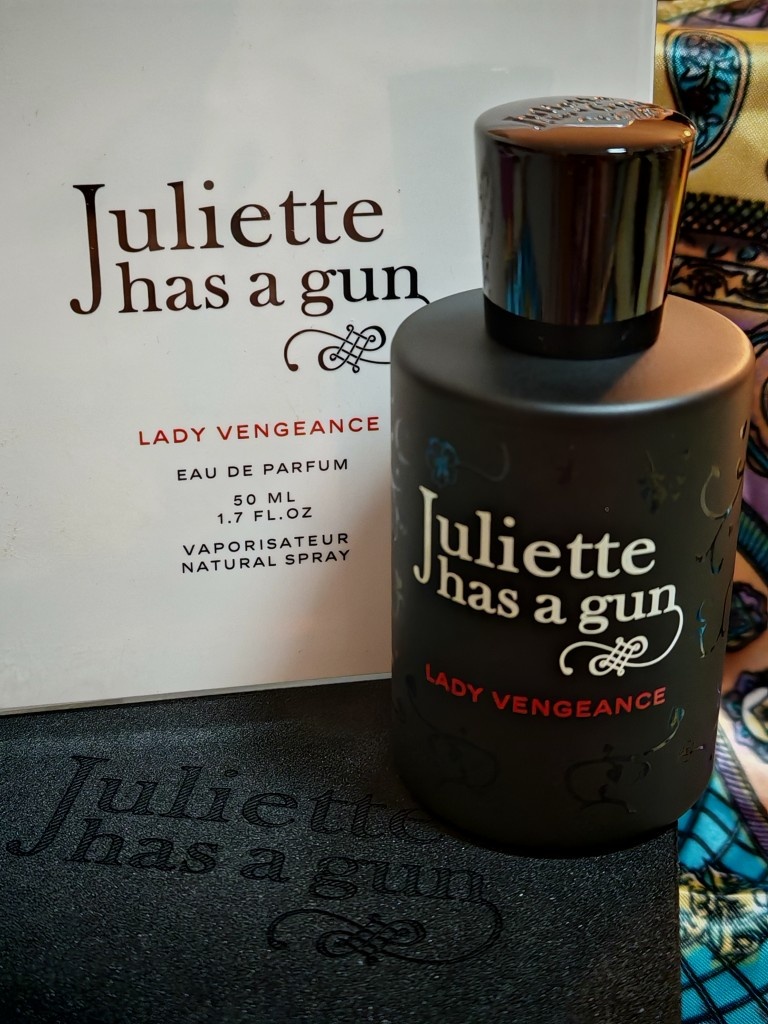 Juliette
has a gun
LADY VENGEANCE
EAU DE PARFUM
50 ML
1.7 FL.OZ
VAPORISATEUR
NATURAL SPRAY
Juliette
has a gun
LADY VENGEANCE
Juliette
has a gun